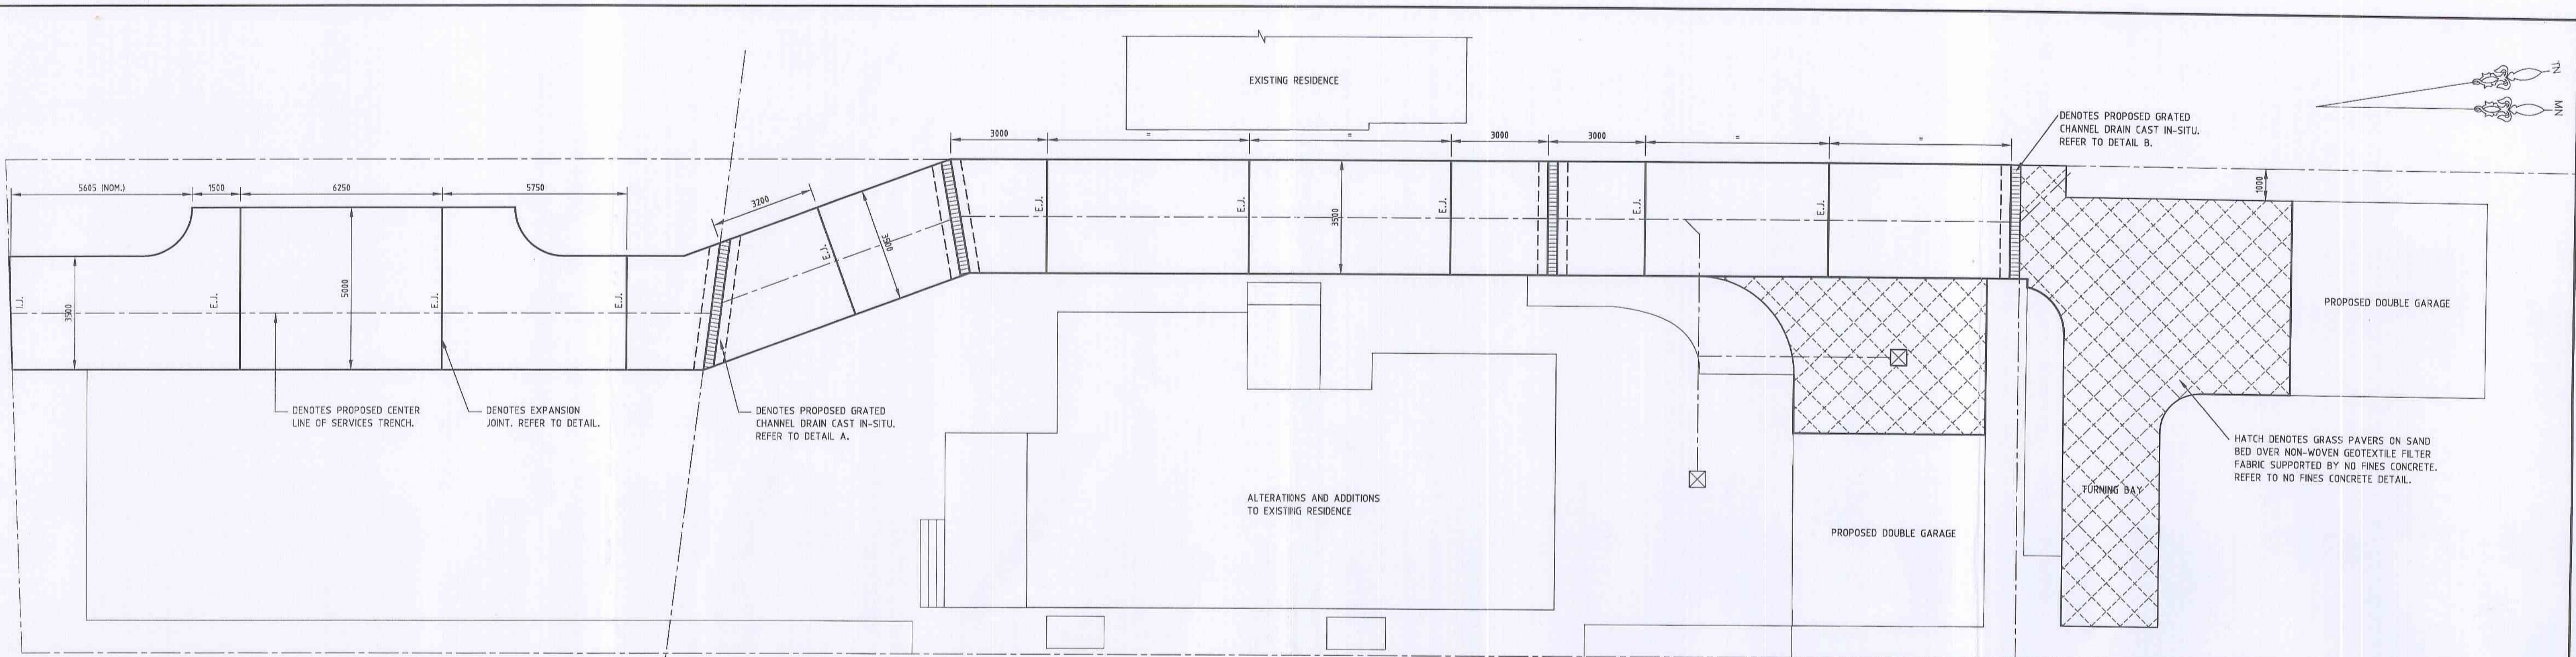 EXISTING RESIDENCE
TN
MN
DENOTES PROPOSED GRATED
CHANNEL DRAIN CAST IN-SITU.
REFER TO DETAIL B.
3000
=
=
3000
3000
=
=
5605 (NOM.)
1500
6250
5750
3200
3500
3500
1000
E.J.
E.J.
E.J.
E.J.
E.J.
I.J.
3500
E.J.
5000
E.J.
E.J.
E.J.
PROPOSED DOUBLE GARAGE
DENOTES PROPOSED CENTER
LINE OF SERVICES TRENCH.
DENOTES EXPANSION
JOINT. REFER TO DETAIL.
DENOTES PROPOSED GRATED
CHANNEL DRAIN CAST IN-SITU.
REFER TO DETAIL A.
HATCH DENOTES GRASS PAVERS ON SAND
BED OVER NON-WOVEN GEOTEXTILE FILTER
FABRIC SUPPORTED BY NO FINES CONCRETE.
REFER TO NO FINES CONCRETE DETAIL.
ALTERATIONS AND ADDITIONS
TO EXISTING RESIDENCE
TURNING BAY
PROPOSED DOUBLE GARAGE